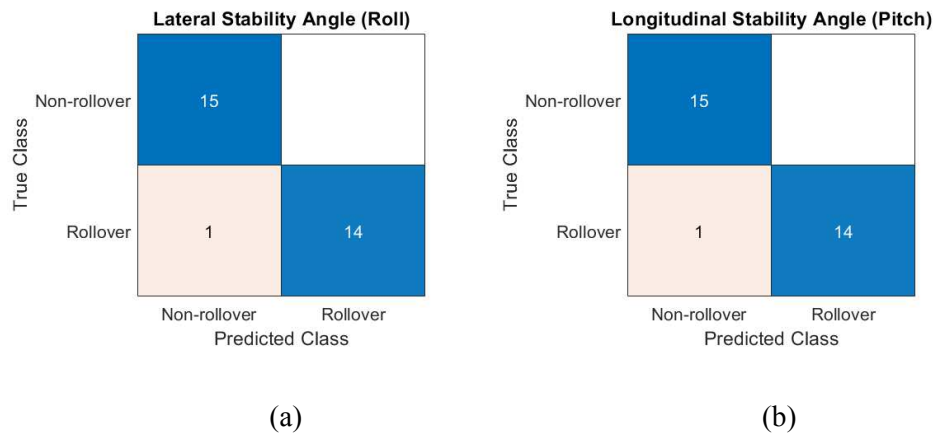 Lateral Stability Angle (Roll)
True Class
Non-rollover
15
Rollover
1
14
Non-rollover
Rollover
Predicted Class
(a)
Longitudinal Stability Angle (Pitch)
True Class
Non-rollover
15
Rollover
1
14
Non-rollover
Rollover
Predicted Class
(b)